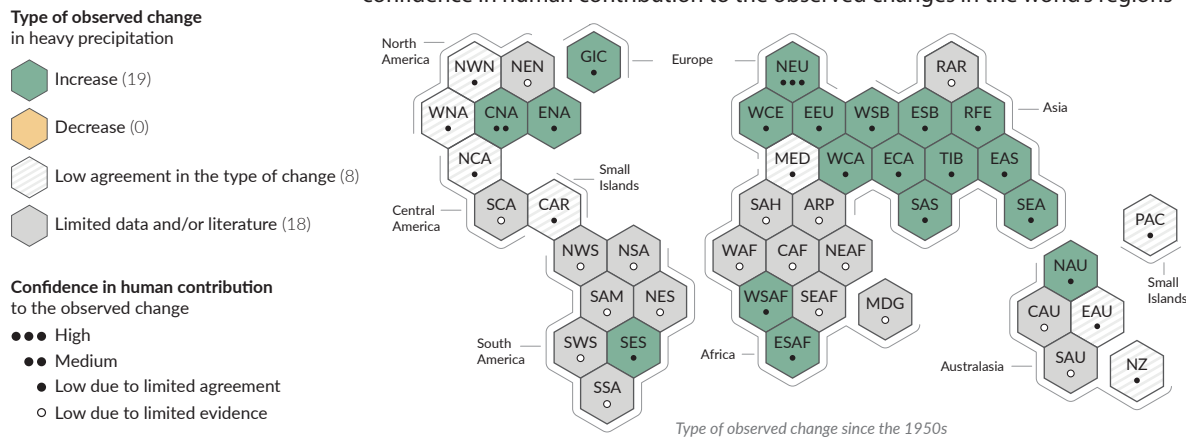 confidence in human contribution to the observed changes in the world's regions
Type of observed change
in heavy precipitation
Increase (19)
Decrease (0)
Low agreement in the type of change (8)
Limited data and/or literature (18)
Confidence in human contribution
to the observed change
●●● High
●● Medium
● Low due to limited agreement
○ Low due to limited evidence
North
America
NWN
NEN
GIC
Europe
NEU
RAR
WNA
CNA
ENA
WCE
EEU
WSB
ESB
RFE
Asia
NCA
MED
WCA
ECA
TIB
EAS
Small
Islands
Central
America
SCA
CAR
SAH
ARP
SAS
SEA
PAC
NWS
NSA
WAF
CAF
NEAF
NAU
Small
Islands
SAM
NES
WSAF
SEAF
MDG
CAU
EAU
South
America
SWS
SES
Africa
ESAF
Australasia
SAU
NZ
SSA
Type of observed change since the 1950s